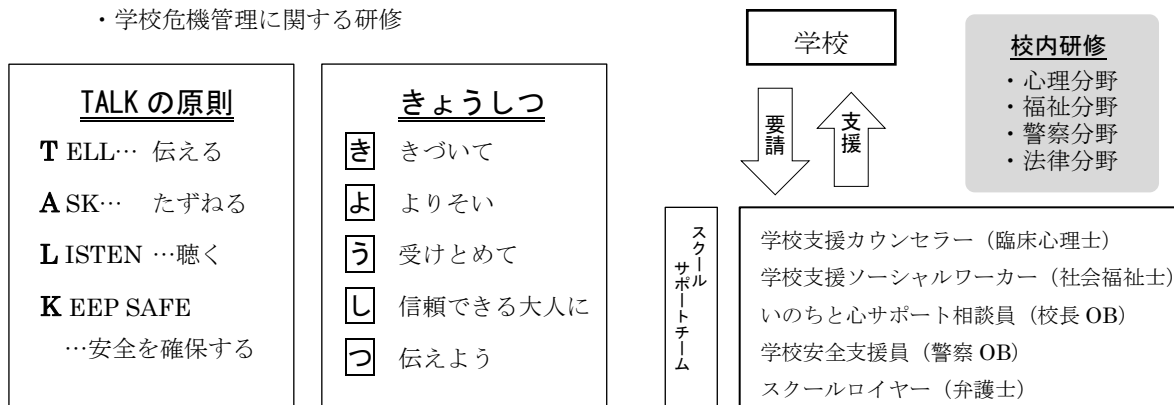 ・学校危機管理に関する研修
TALK の原則
T ELL… 伝える
A SK… たずねる
L ISTEN …聴く
K EEP SAFE
…安全を確保する
きょうしつ
き きづいて
よ よりそい
う 受けとめて
し 信頼できる大人に
つ 伝えよう
学校
要請
支援
校内研修
・心理分野
・福祉分野
・警察分野
・法律分野
スクール
サポートチーム
学校支援カウンセラー（臨床心理士）
学校支援ソーシャルワーカー（社会福祉士）
いのちと心サポート相談員（校長 OB）
学校安全支援員（警察 OB）
スクールロイヤー（弁護士）